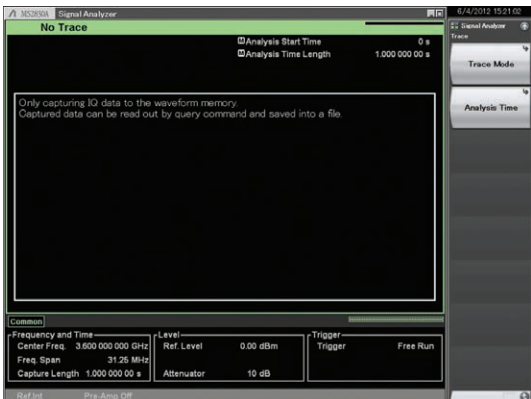 MS2830A Signal Analyzer
6/4/2012 15:21:02
No Trace
Signal Analyzer
Trace
M Analysis Start Time 0 s
M Analysis Time Length 1.000 000 00 s
Trace Mode
Analysis Time
Only capturing IQ data to the waveform memory.
Captured data can be read out by query command and saved into a file.
Common
Frequency and Time
Center Freq. 3.600 000 000 GHz
Freq. Span 31.25 MHz
Capture Length 1.000 000 00 s
Level
Ref. Level 0.00 dBm
Attenuator 10 dB
Trigger
Trigger Free Run
Ref.Int Pre-Amp Off